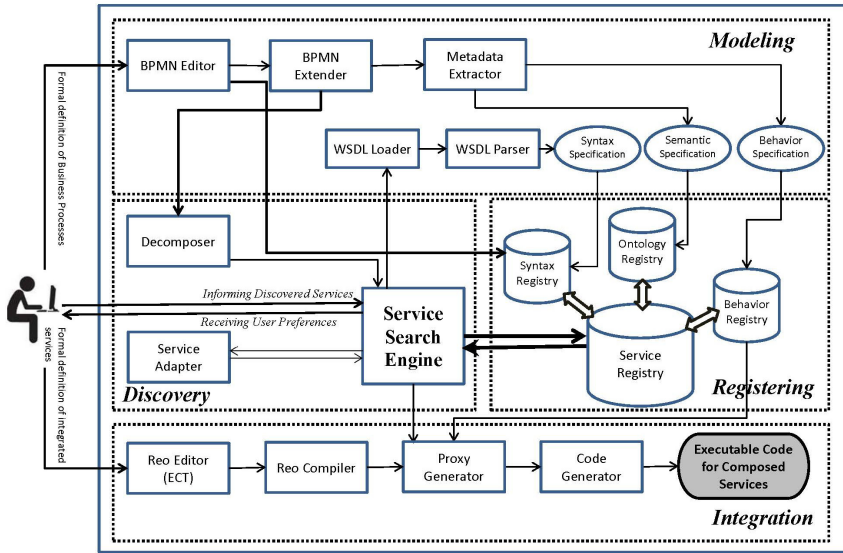 Modeling
BPMN Editor
BPMN
Extender
Metadata
Extractor
WSDL Loader
WSDL Parser
Syntax
Specification
Semantic
Specification
Behavior
Specification
Formal definition of Business Processes
Decomposer
Informing Discovered Services
Receiving User Preferences
Service
Adapter
Service
Search
Engine
Discovery
Syntax
Registry
Ontology
Registry
Behavior
Registry
Service
Registry
Registering
Formal definition of integrated
services
Reo Editor
(ECT)
Reo Compiler
Proxy
Generator
Code
Generator
Executable Code
for Composed
Services
Integration